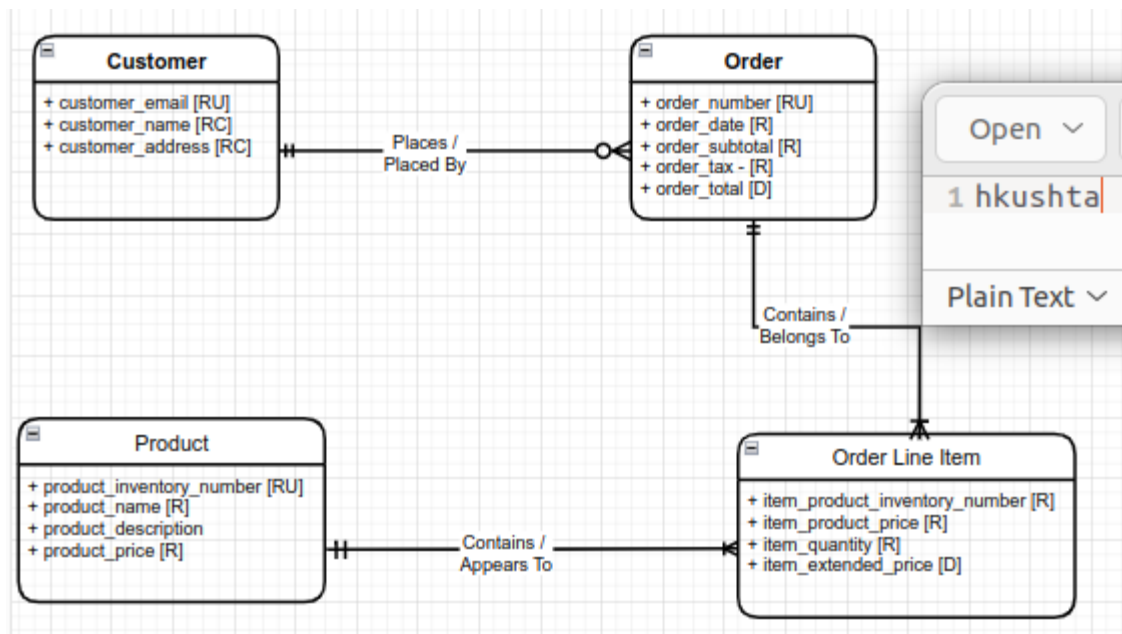 Customer
+ customer_email [RU]
+ customer_name [RC]
+ customer_address [RC]
Places /
Placed By
Order
+ order_number [RU]
+ order_date [R]
+ order_subtotal [R]
+ order_tax - [R]
+ order_total [D]
Open
1 hkushta
Plain Text
Contains /
Belongs To
Product
+ product_inventory_number [RU]
+ product_name [R]
+ product_description
+ product_price [R]
Contains /
Appears To
Order Line Item
+ item_product_inventory_number [R]
+ item_product_price [R]
+ item_quantity [R]
+ item_extended_price [D]